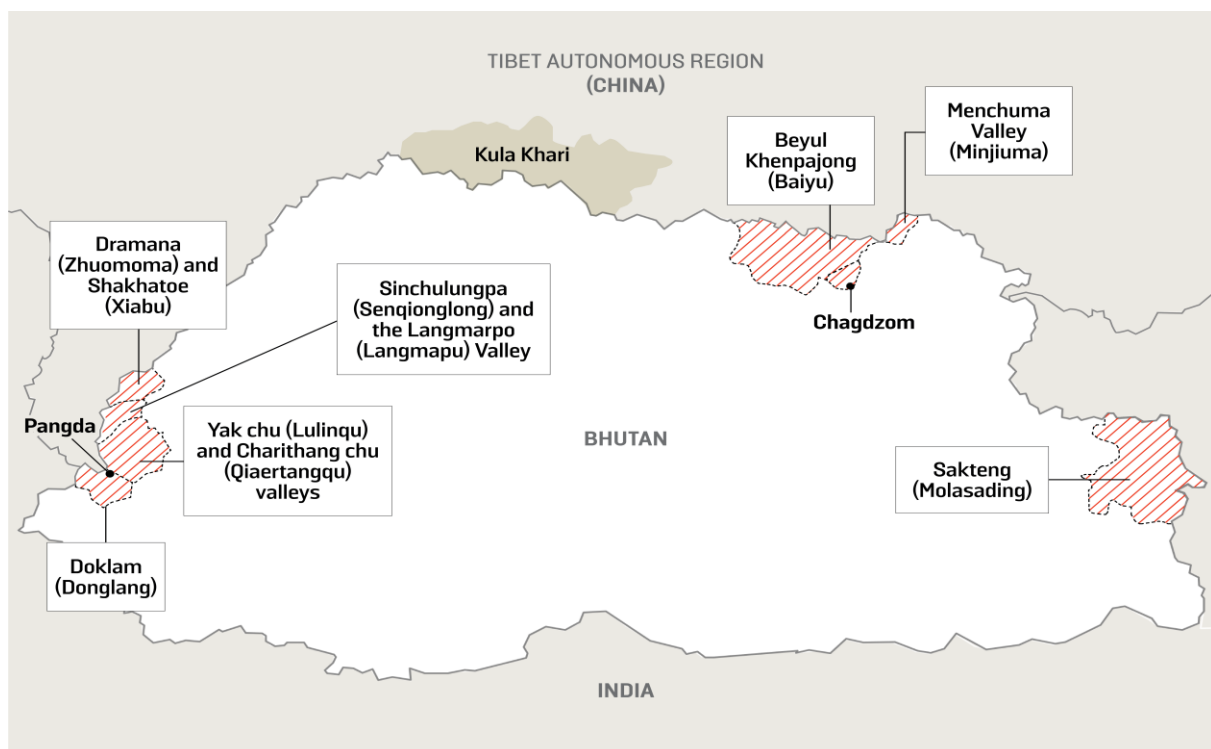 TIBET AUTONOMOUS REGION
(CHINA)
Menchuma
Valley
(Minjiuma)
Beyul
Khenpajong
(Baiyu)
Kula Khari
Dramana
(Zhuomoma) and
Shakhatoe
(Xiabu)
Sinchulungpa
(Senqionglong) and
the Langmarpo
(Langmapu) Valley
Chagdzom
Pangda
Yak chu (Lulinqu)
and Charithang chu
(Qiaertangqu)
valleys
BHUTAN
Sakteng
(Molasading)
Doklam
(Donglang)
INDIA